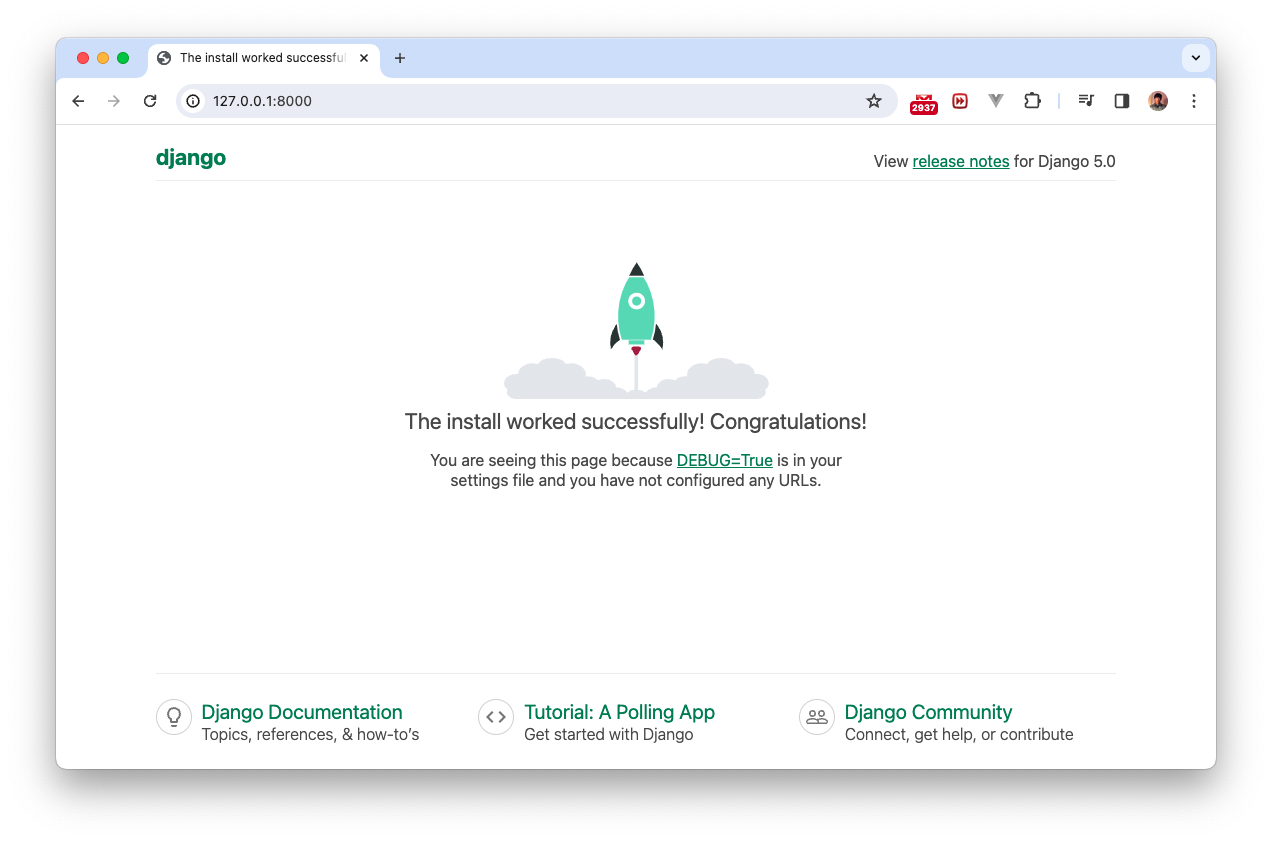 The install worked successful
127.0.0.1:8000
2937
django
View release notes for Django 5.0
The install worked successfully! Congratulations!
You are seeing this page because DEBUG=True is in your
settings file and you have not configured any URLs.
Django Documentation
Topics, references, & how-to’s
Tutorial: A Polling App
Get started with Django
Django Community
Connect, get help, or contribute